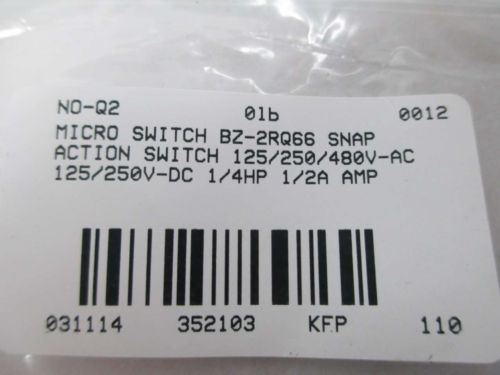 NO-Q2 0lb 0012
MICRO SWITCH BZ-2RQ66 SNAP
ACTION SWITCH 125/250/480V-AC
125/250V-DC 1/4HP 1/2A AMP
031114 352103 KFP 110